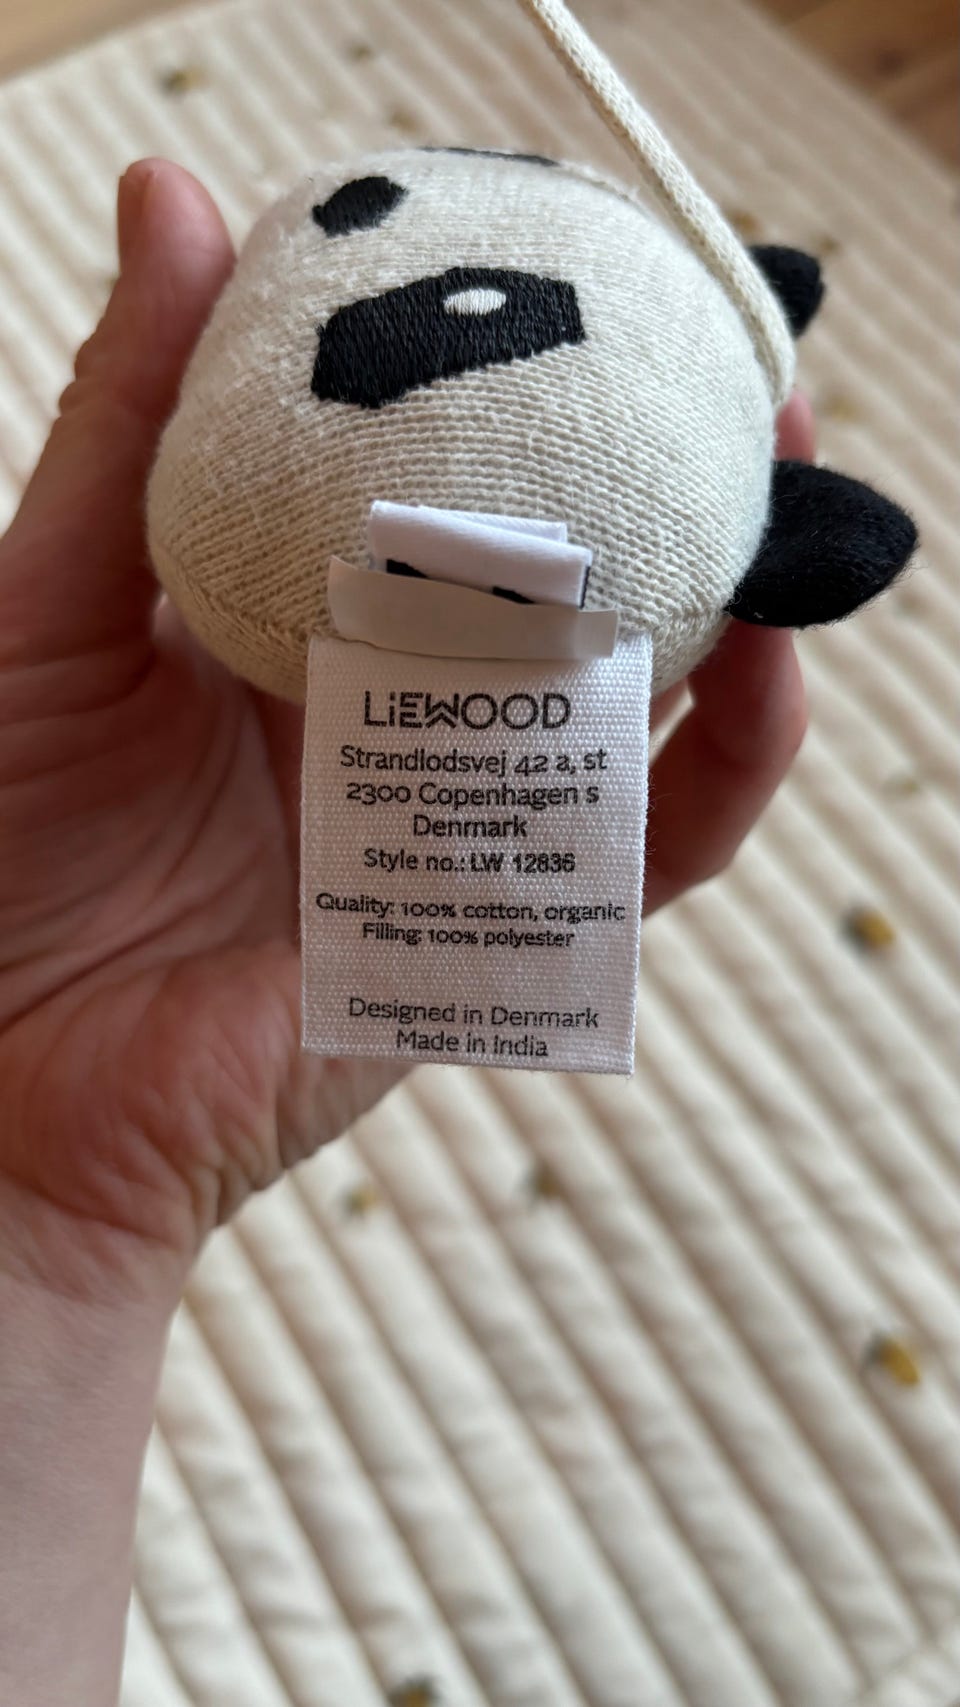 LiEWOOD
Strandlodsvej 42 a, st
2300 Copenhagen s
Denmark
Style no.: LW 12836
Quality: 100% cotton, organic
Filling: 100% polyester
Designed in Denmark
Made in India